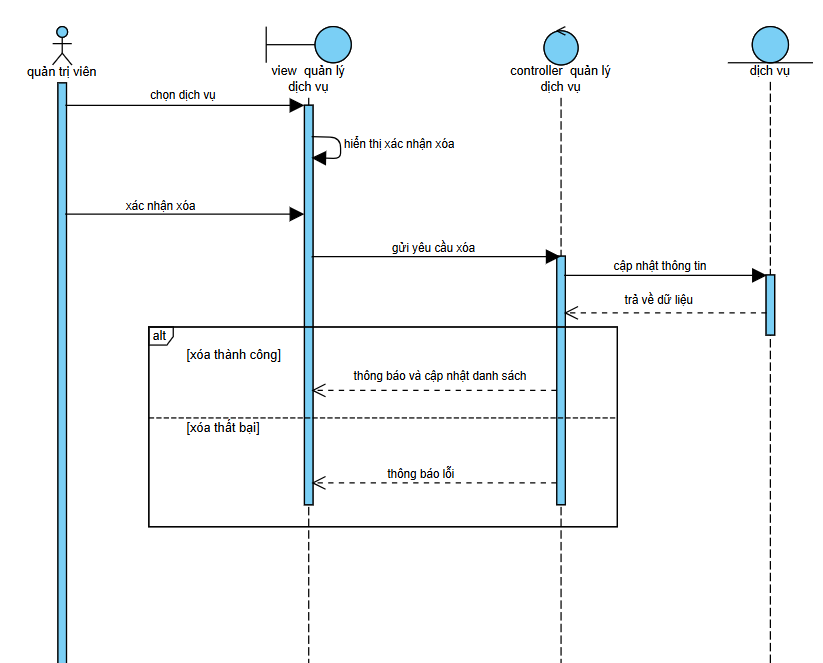 quản trị viên
view quản lý
dịch vụ
controller quản lý
dịch vụ
dịch vụ
chọn dịch vụ
hiển thị xác nhận xóa
xác nhận xóa
gửi yêu cầu xóa
cập nhật thông tin
trả về dữ liệu
alt
[xóa thành công]
thông báo và cập nhật danh sách
[xóa thất bại]
thông báo lỗi